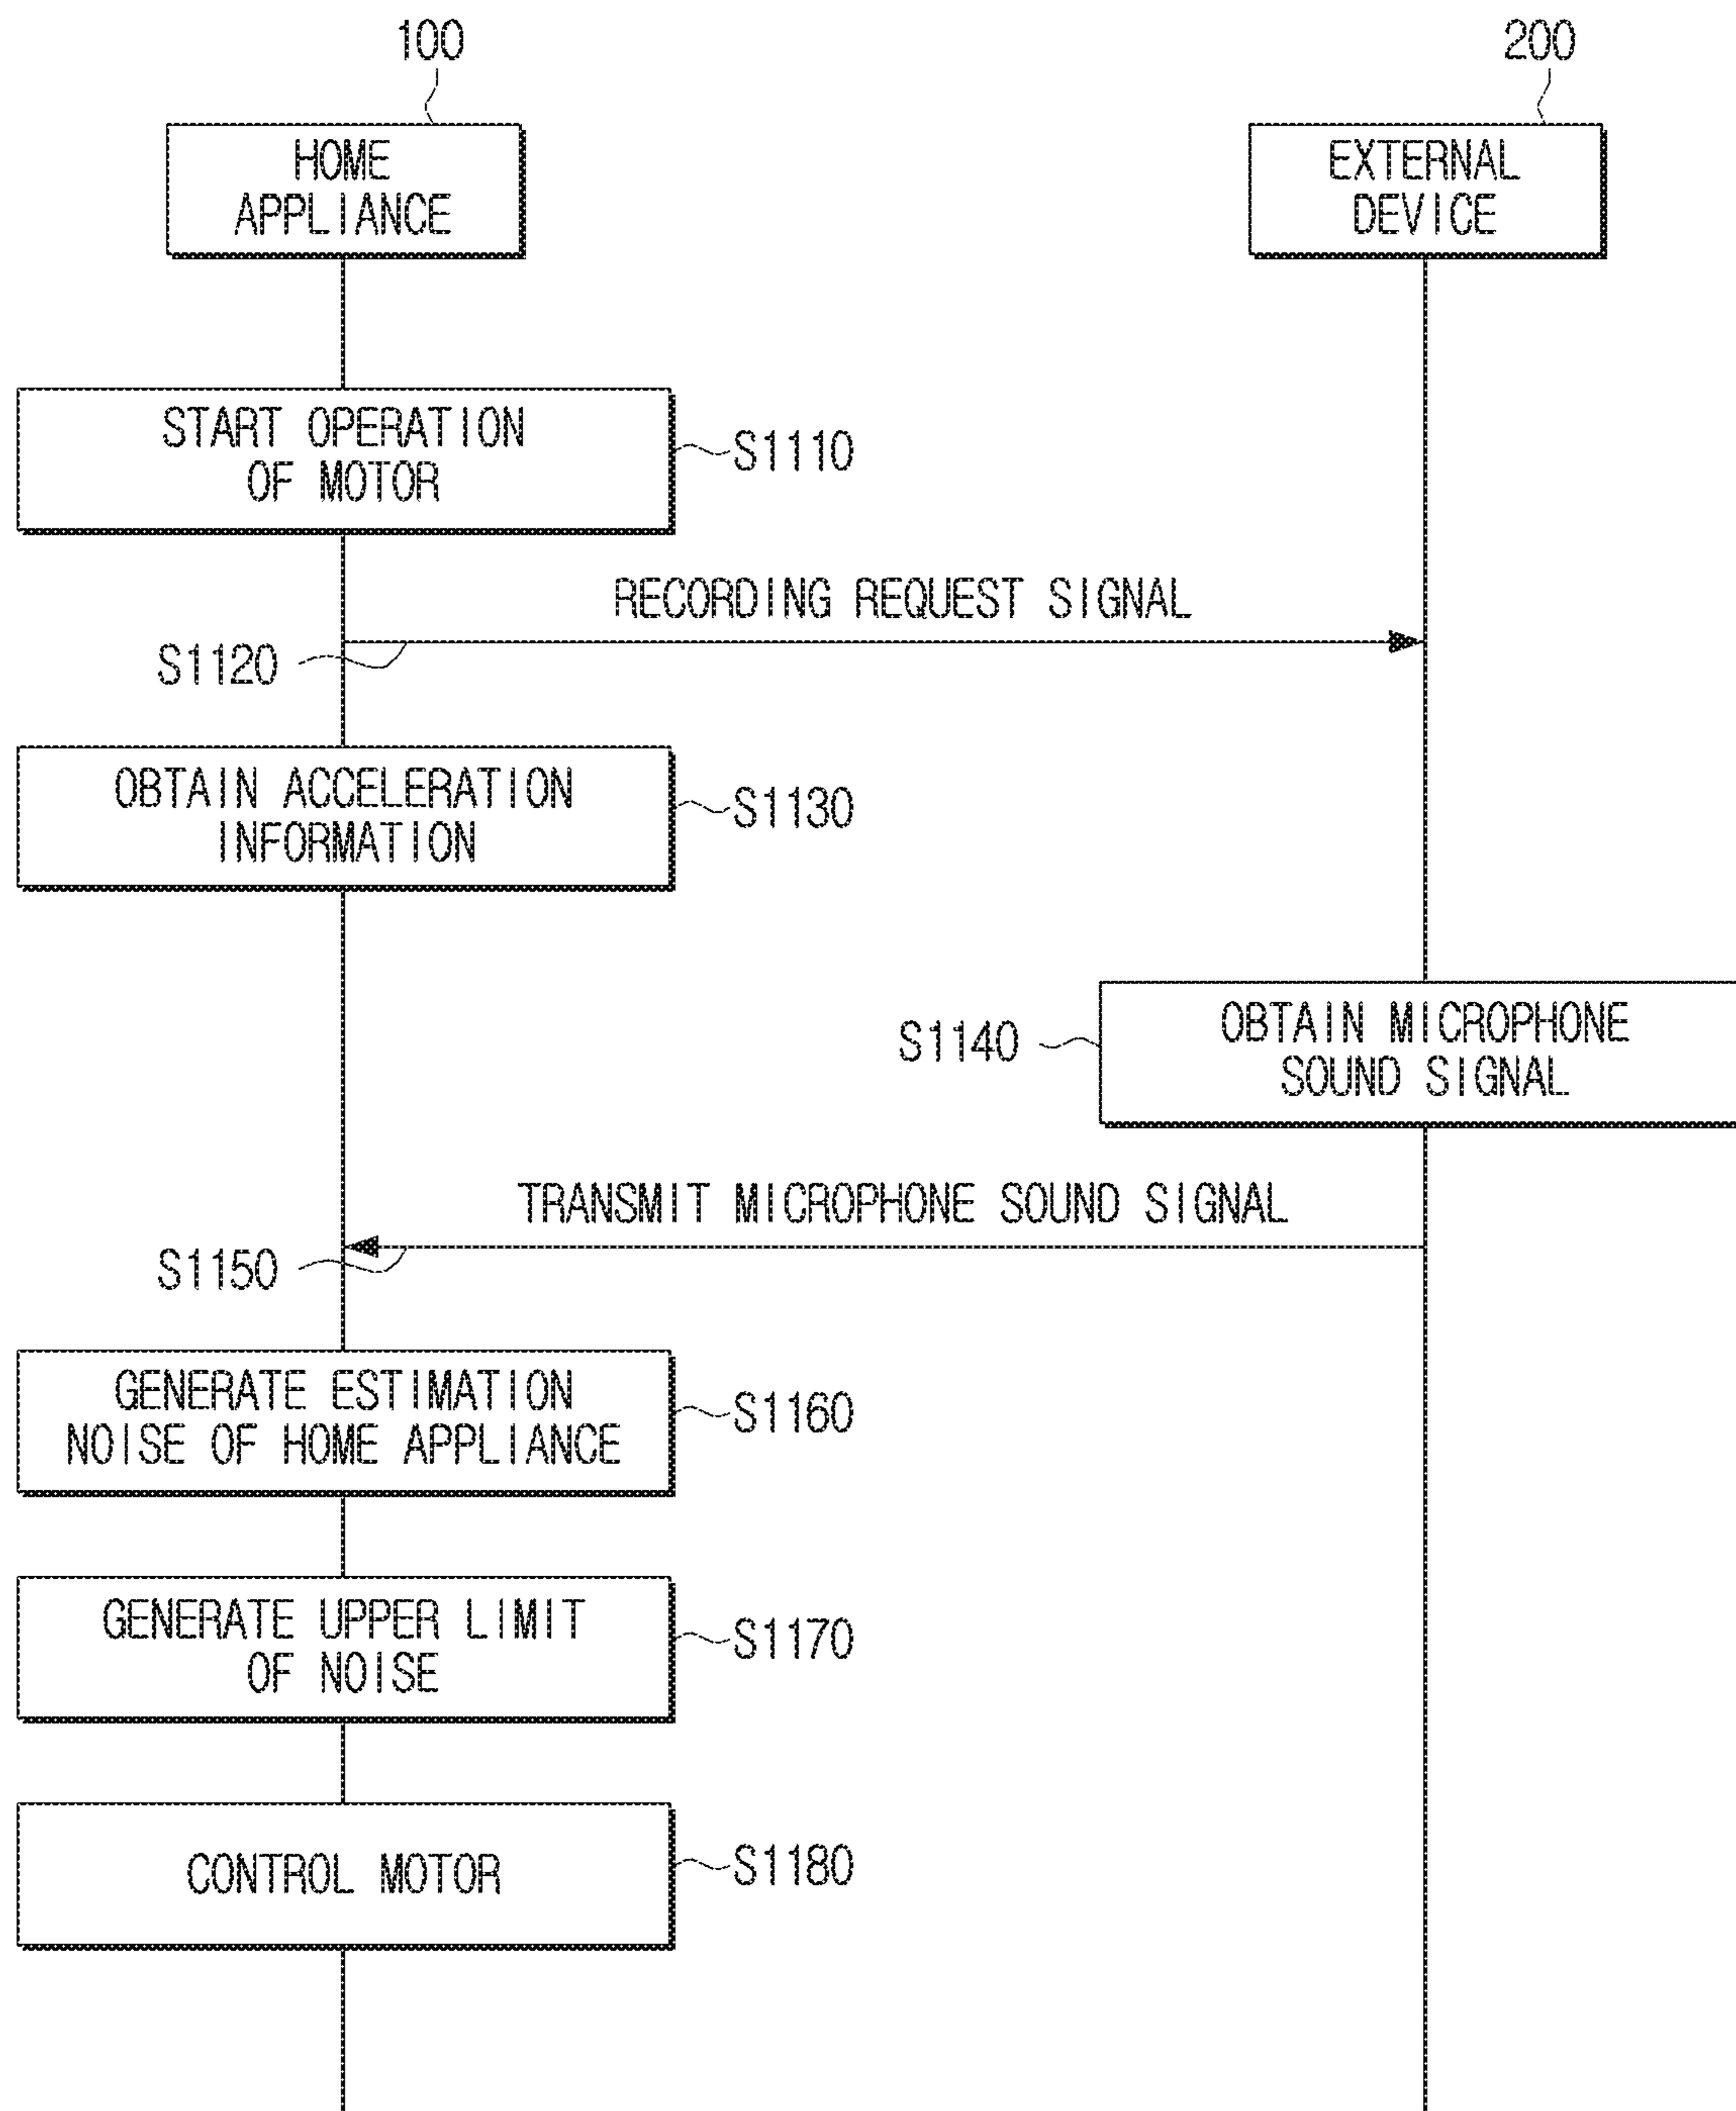 100
200
HOME
APPLIANCE
EXTERNAL
DEVICE
START OPERATION
OF MOTOR
S1110
RECORDING REQUEST SIGNAL
S1120
OBTAIN ACCELERATION
INFORMATION
S1130
S1140
OBTAIN MICROPHONE
SOUND SIGNAL
TRANSMIT MICROPHONE SOUND SIGNAL
S1150
GENERATE ESTIMATION
NOISE OF HOME APPLIANCE
S1160
GENERATE UPPER LIMIT
OF NOISE
S1170
CONTROL MOTOR
S1180